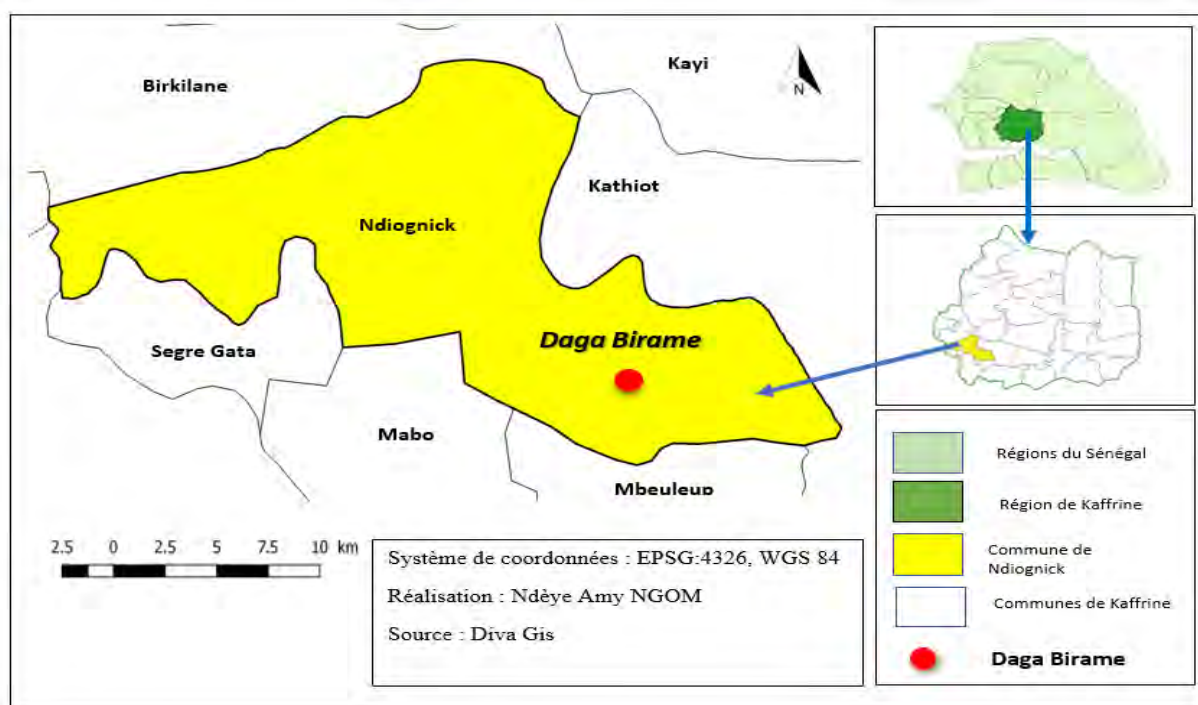 Birkilane
Kayi
N
Kathiot
Ndiognick
Segre Gata
Daga Birame
Mabo
Mbeuleup
2.5 0 2.5 5 7.5 10 km
Système de coordonnées : EPSG:4326, WGS 84
Réalisation : Ndèye Amy NGOM
Source : Diva Gis
Régions du Sénégal
Région de Kaffrine
Commune de
Ndiognick
Communes de Kaffrine
Daga Birame